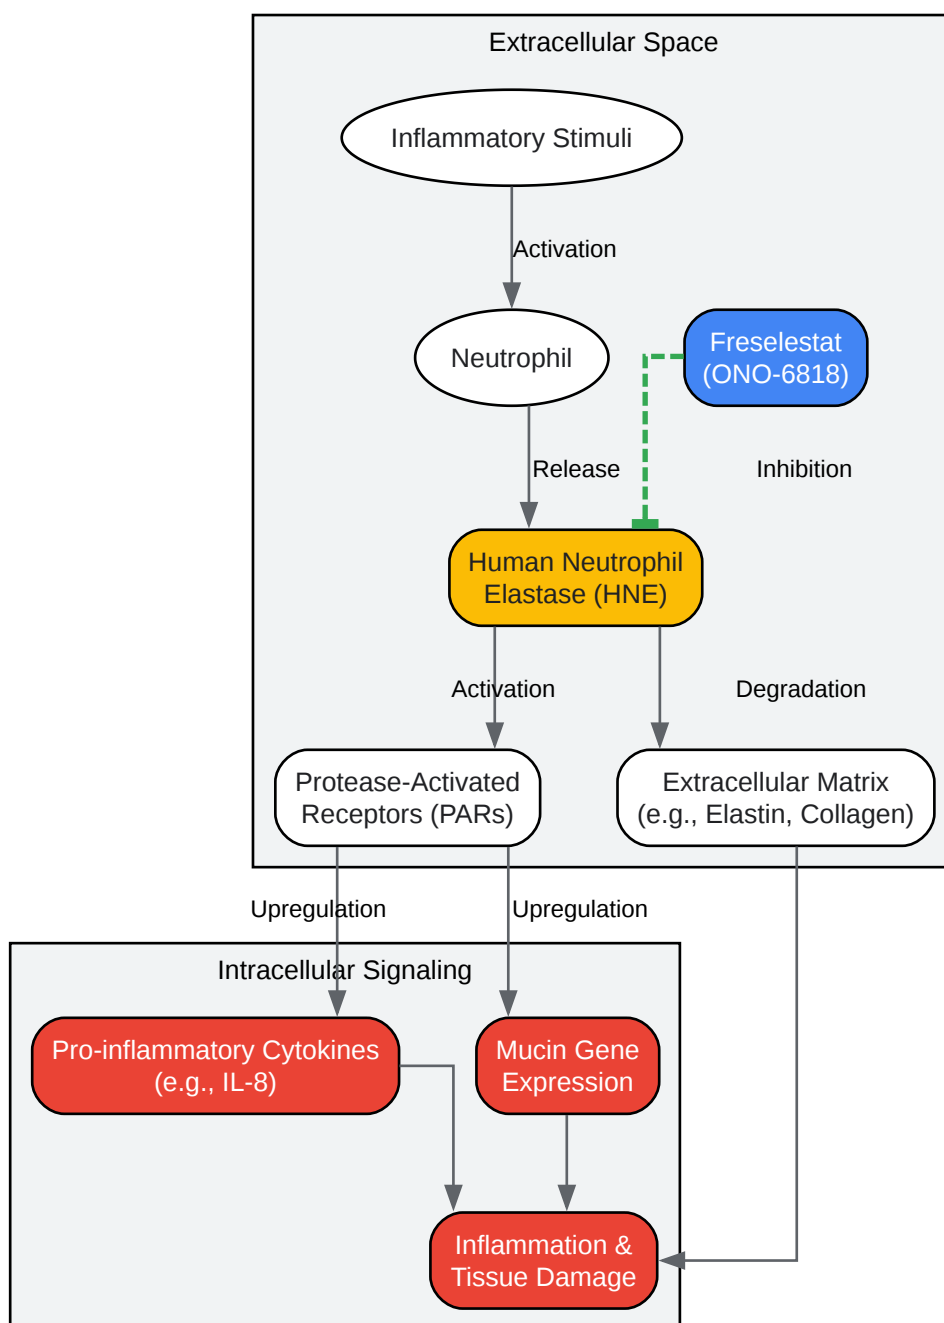 Extracellular Space
Inflammatory Stimuli
Activation
Neutrophil
Freselestat
(ONO-6818)
Release
Inhibition
Human Neutrophil
Elastase (HNE)
Activation
Degradation
Protease-Activated
Receptors (PARs)
Extracellular Matrix
(e.g., Elastin, Collagen)
Upregulation
Upregulation
Intracellular Signaling
Pro-inflammatory Cytokines
(e.g., IL-8)
Mucin Gene
Expression
Inflammation &
Tissue Damage